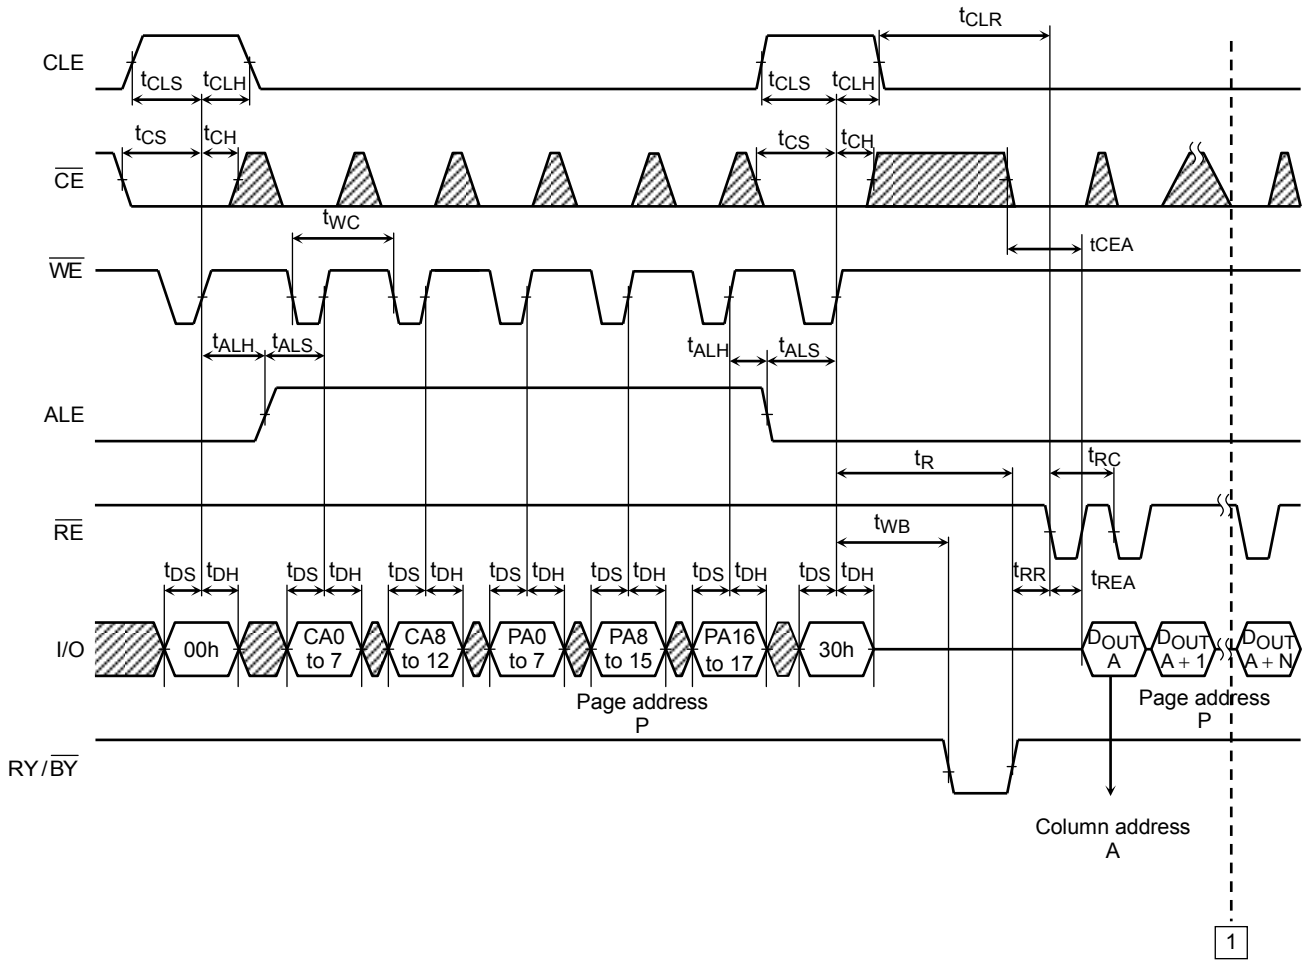 tCLR
CLE
tCLS
tCLH
tCLS
tCLH
tCS
tCH
tCS
tCH
CE
tWC
tCEA
WE
tALH
tALS
tALH
tALS
ALE
tR
tRC
RE
tWB
tDS
tDH
tDS
tDH
tDS
tDH
tDS
tDH
tDS
tDH
tDS
tDH
tDS
tDH
tRR
tREA
I/O
00h
CA0
to 7
CA8
to 12
PA0
to 7
PA8
to 15
PA16
to 17
30h
DOUT
A
DOUT
A + 1
DOUT
A + N
Page address
P
Page address
P
RY/BY
Column address
A
1